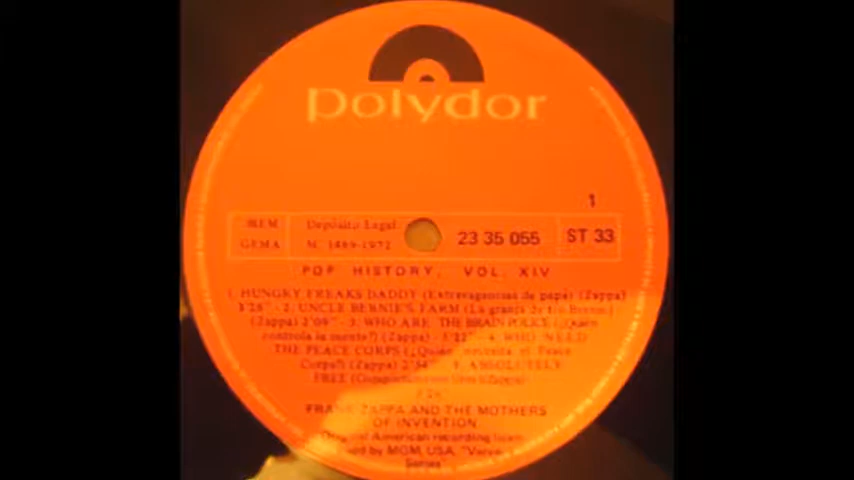 polydor
1
BIEM
GEMA
Depósito Legal
M. 1489-1972
23 35 055
ST 33
POP HISTORY, VOL. XIV
1. HUNGRY FREAKS DADDY (Extravagancias de papá) (Zappa)
3'26" - 2. UNCLE BERNIE'S FARM (La granja de tío Bernie)
(Zappa) 2'09" - 3. WHO ARE THE BRAIN POLICE (¿Quién
controla la mente?) (Zappa) - 3'22" - 4. WHO NEED
THE PEACE CORPS (¿Quién necesita el Peace
Corps?) (Zappa) 2'34" - 5. ABSOLUTELY
FREE
FRANK ZAPPA AND THE MOTHERS
OF INVENTION
Original American recording
by MGM, USA, "Verve
Series"